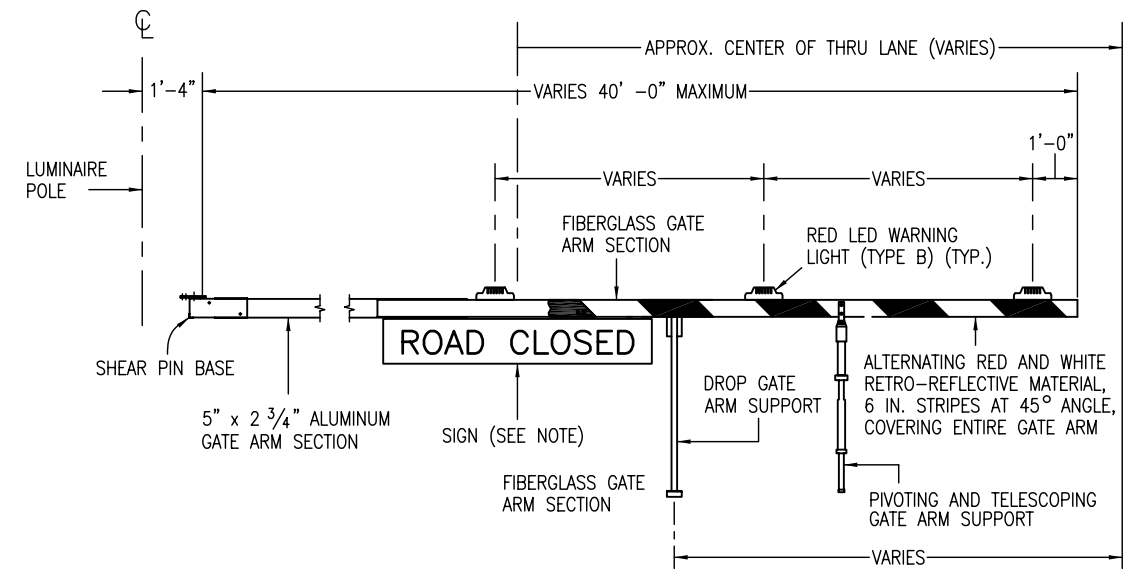 ℄
APPROX. CENTER OF THRU LANE (VARIES)
1'-4"
VARIES 40' -0" MAXIMUM
1'-0"
LUMINAIRE
POLE
VARIES
VARIES
FIBERGLASS GATE
ARM SECTION
RED LED WARNING
LIGHT (TYPE B) (TYP.)
ROAD CLOSED
SHEAR PIN BASE
5" x 2 3/4" ALUMINUM
GATE ARM SECTION
SIGN (SEE NOTE)
DROP GATE
ARM SUPPORT
ALTERNATING RED AND WHITE
RETRO-REFLECTIVE MATERIAL,
6 IN. STRIPES AT 45° ANGLE,
COVERING ENTIRE GATE ARM
FIBERGLASS GATE
ARM SECTION
PIVOTING AND TELESCOPING
GATE ARM SUPPORT
VARIES